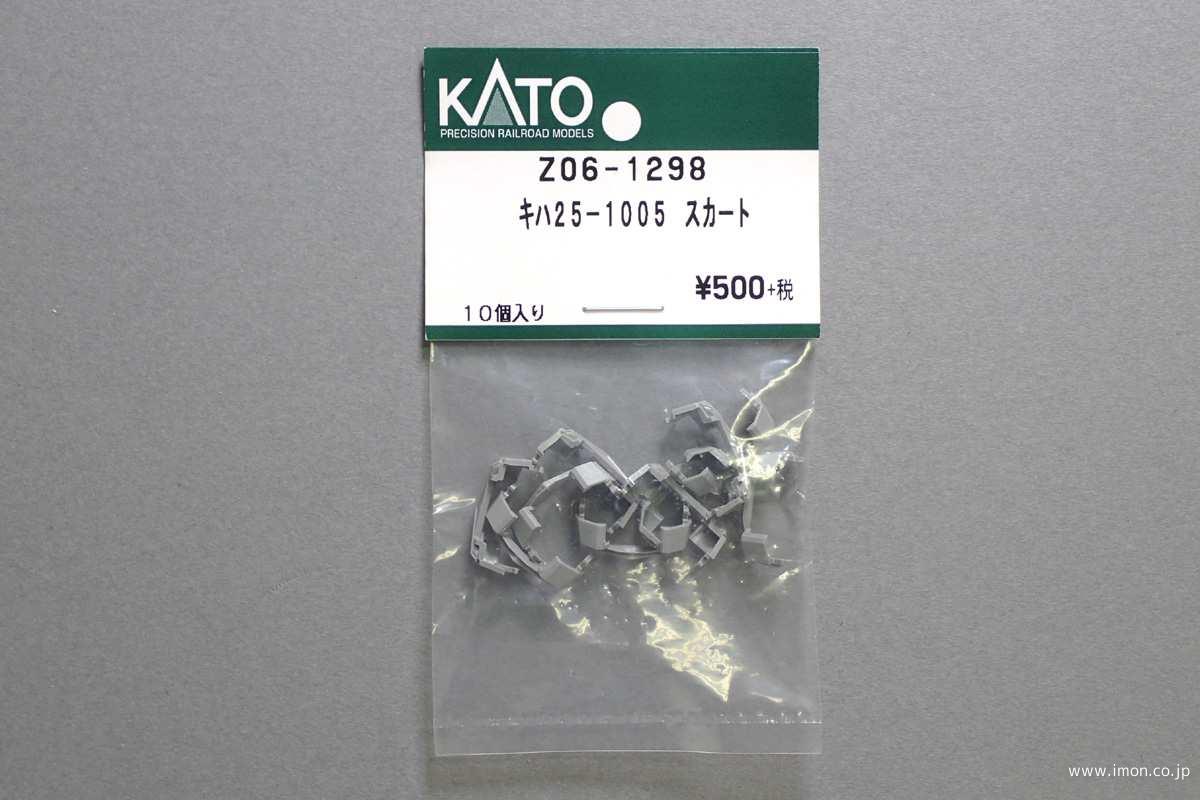 KATO
PRECISION RAILROAD MODELS
Z06-1298
キハ25-1005 スカート
¥500+税
10個入り
www.imon.co.jp